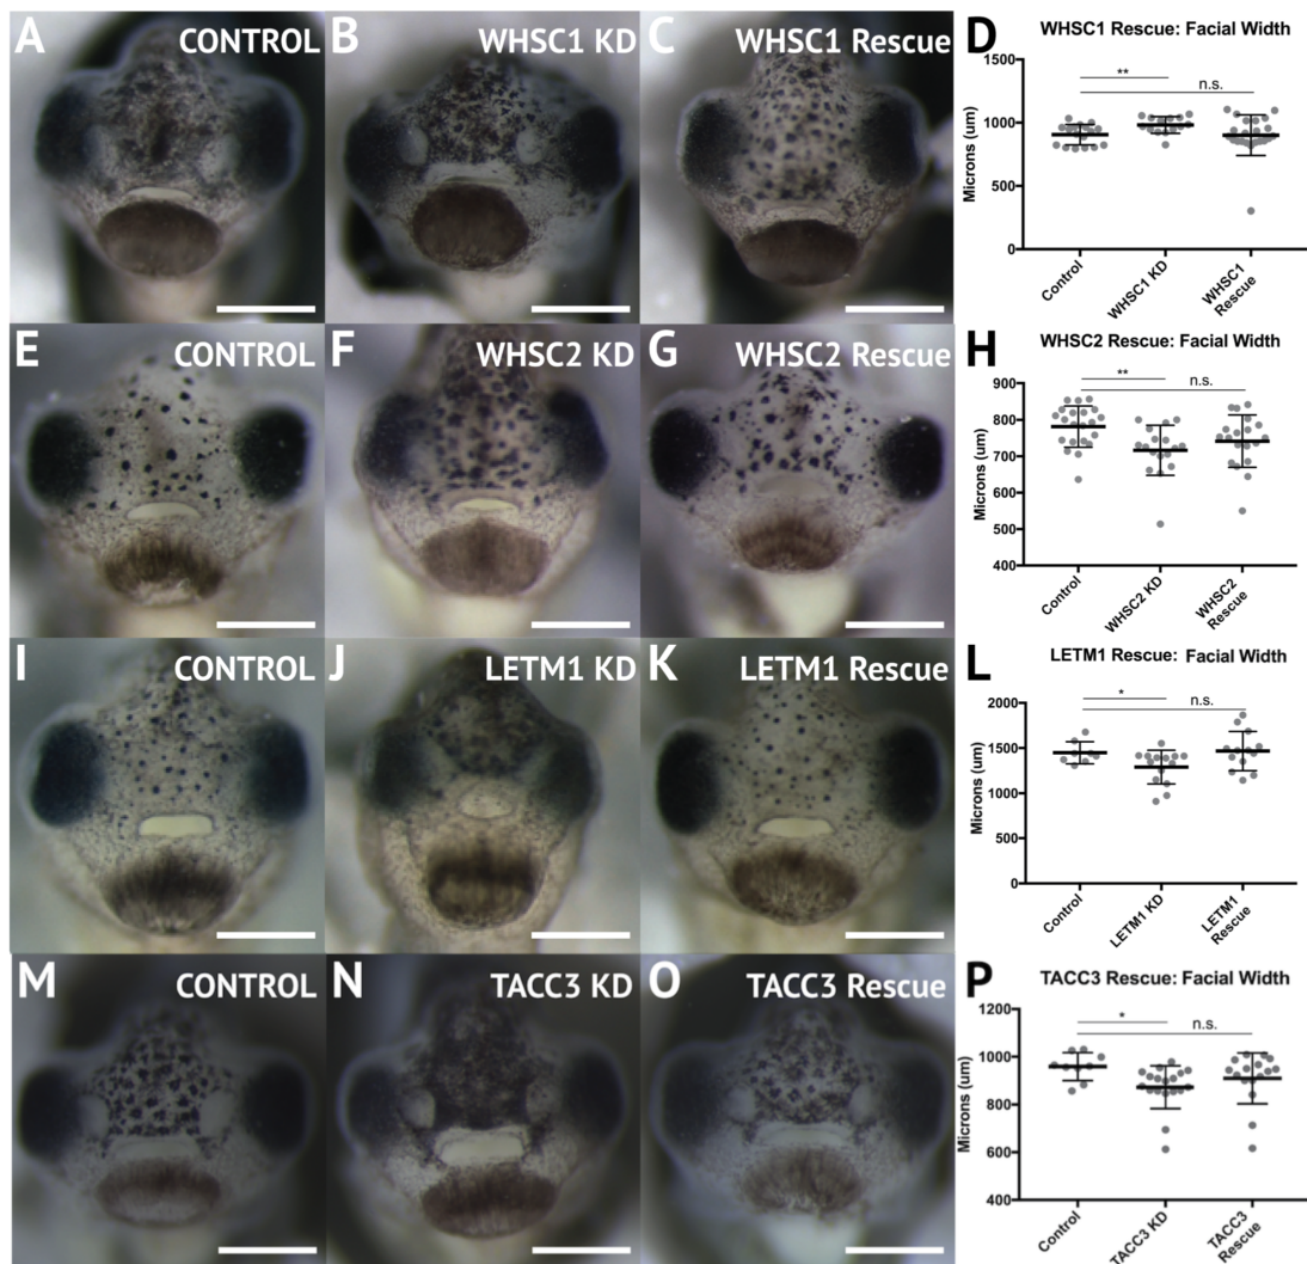 A CONTROL
B WHSC1 KD
C WHSC1 Rescue
D WHSC1 Rescue: Facial Width
Microns (um)
1500
1000
500
0
**
n.s.
Control
WHSC1 KD
WHSC1
Rescue
E CONTROL
F WHSC2 KD
G WHSC2 Rescue
H WHSC2 Rescue: Facial Width
Microns (um)
900
800
700
600
500
400
**
n.s.
Control
WHSC2 KD
WHSC2
Rescue
I CONTROL
J LETM1 KD
K LETM1 Rescue
L LETM1 Rescue: Facial Width
Microns (um)
2000
1500
1000
500
0
*
n.s.
Control
LETM1 KD
LETM1
Rescue
M CONTROL
N TACC3 KD
O TACC3 Rescue
P TACC3 Rescue: Facial Width
Microns (um)
1200
1000
800
600
400
*
n.s.
Control
TACC3 KD
TACC3
Rescue